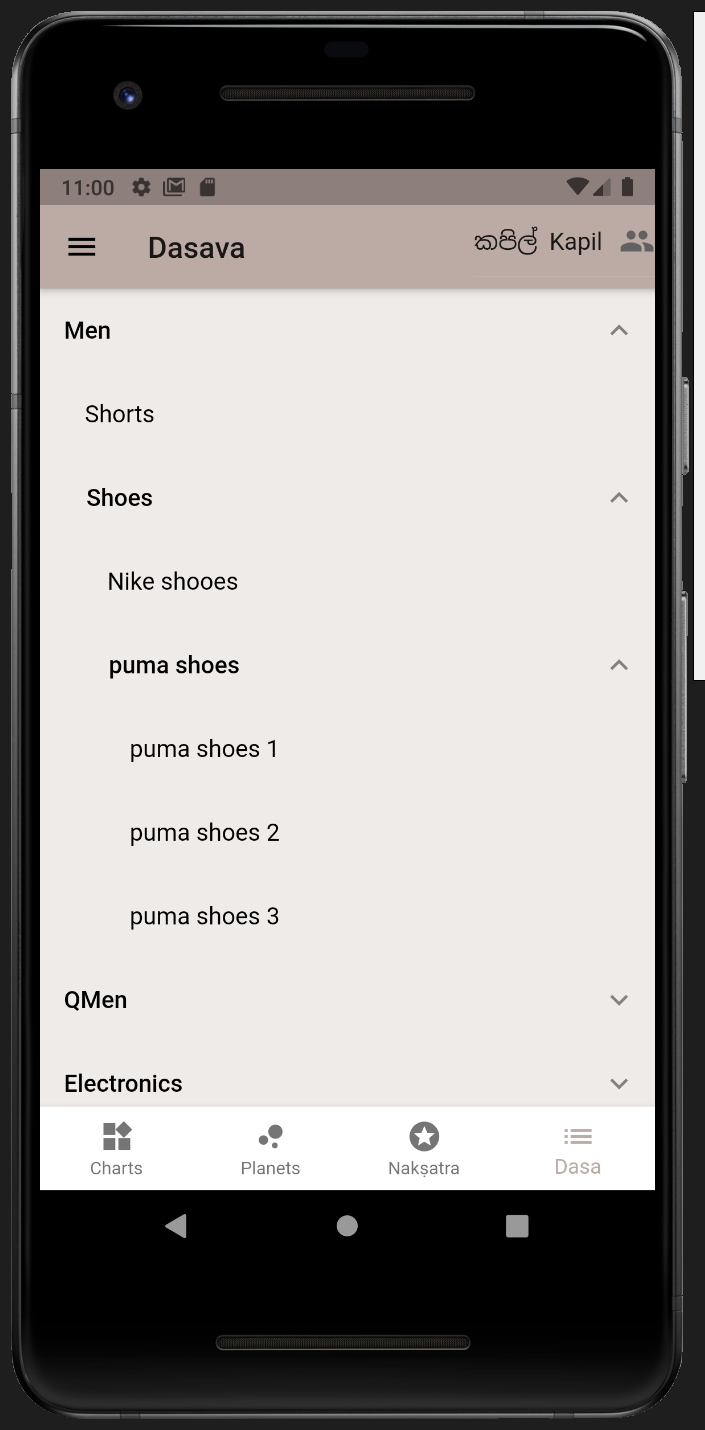 11:00
Dasava
කපිල් Kapil
Men
Shorts
Shoes
Nike shooes
puma shoes
puma shoes 1
puma shoes 2
puma shoes 3
QMen
Electronics
Charts Planets Nakṣatra Dasa